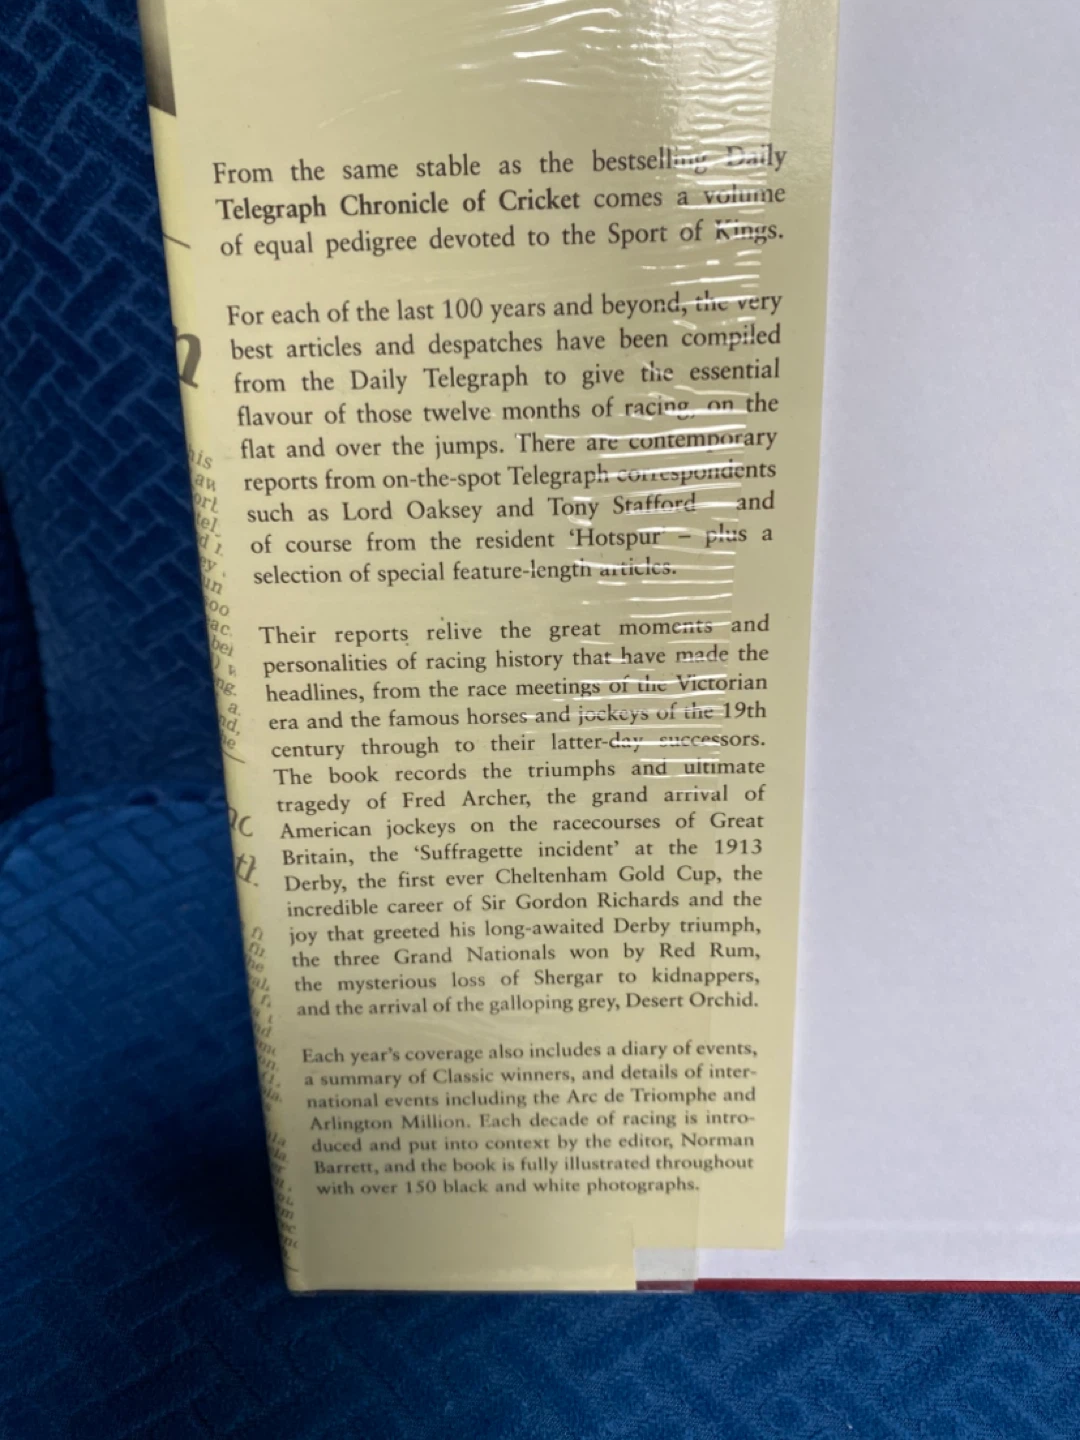 From the same stable as the bestselling Daily
Telegraph Chronicle of Cricket comes a volume
of equal pedigree devoted to the Sport of Kings.
For each of the last 100 years and beyond, the very
best articles and despatches have been compiled
from the Daily Telegraph to give the essential
flavour of those twelve months of racing, on the
flat and over the jumps. There are contemporary
reports from on-the-spot Telegraph correspondents
such as Lord Oaksey and Tony Stafford – and
of course from the resident ‘Hotspur’ – plus a
selection of special feature-length articles.
Their reports relive the great moments and
personalities of racing history that have made the
headlines, from the race meetings of the Victorian
era and the famous horses and jockeys of the 19th
century through to their latter-day successors.
The book records the triumphs and ultimate
tragedy of Fred Archer, the grand arrival of
American jockeys on the racecourses of Great
Britain, the ‘Suffragette incident’ at the 1913
Derby, the first ever Cheltenham Gold Cup, the
incredible career of Sir Gordon Richards and the
joy that greeted his long-awaited Derby triumph,
the three Grand Nationals won by Red Rum,
the mysterious loss of Shergar to kidnappers,
and the arrival of the galloping grey, Desert Orchid.
Each year’s coverage also includes a diary of events,
a summary of Classic winners, and details of inter-
national events including the Arc de Triomphe and
Arlington Million. Each decade of racing is intro-
duced and put into context by the editor, Norman
Barrett, and the book is fully illustrated throughout
with over 150 black and white photographs.